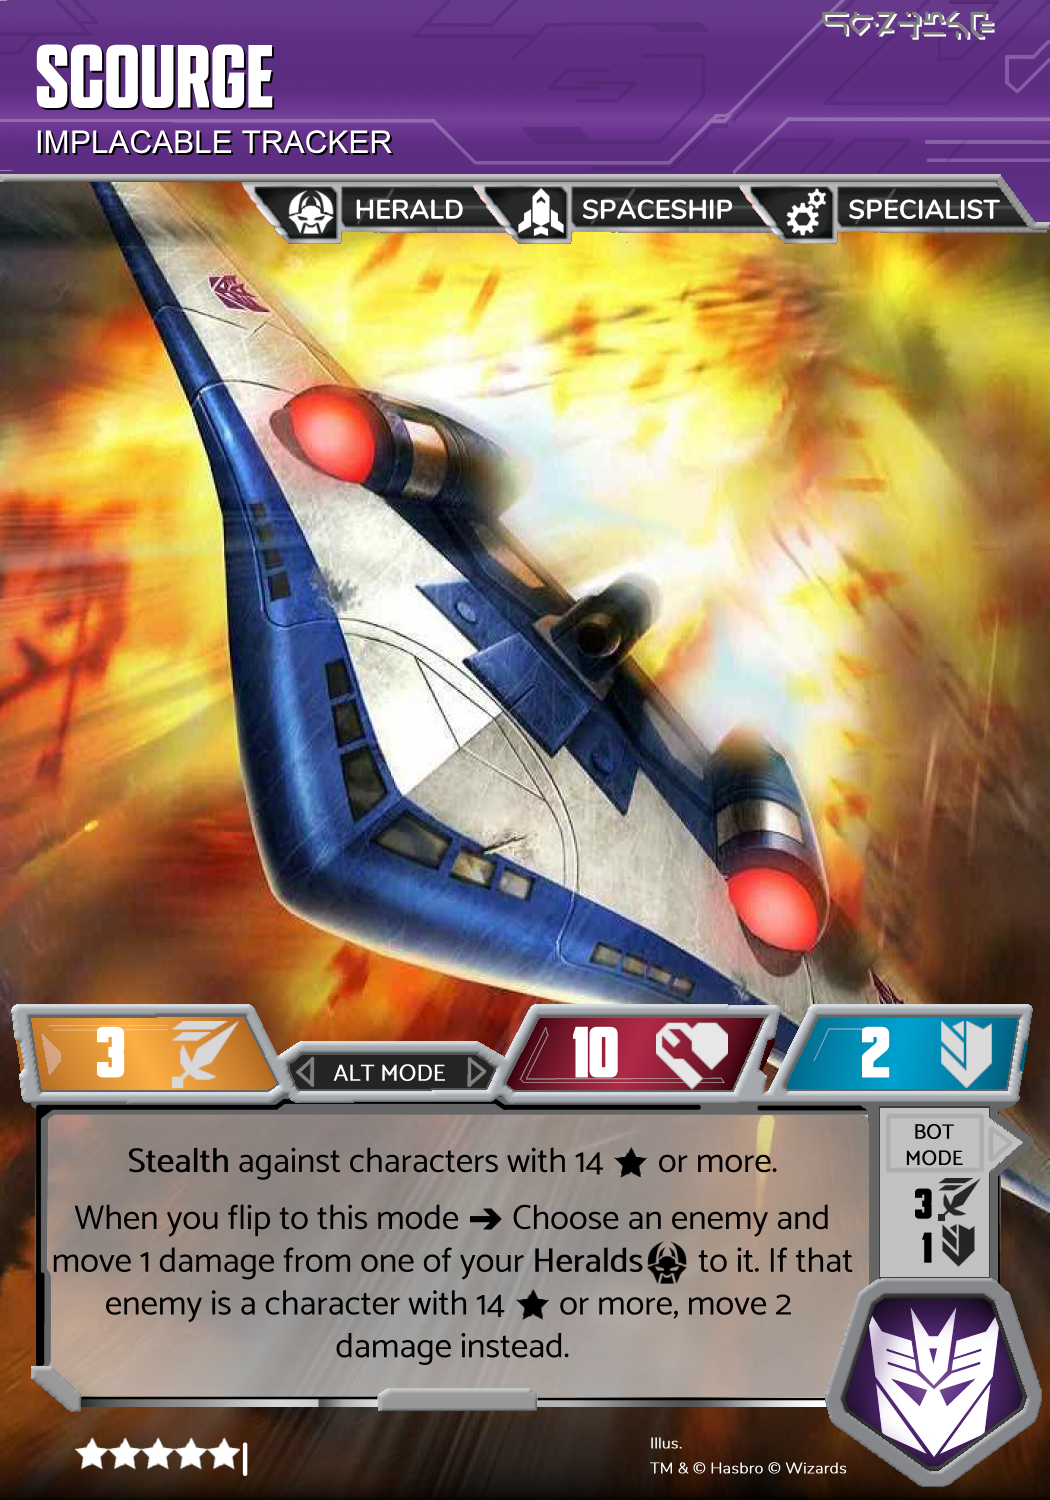 SCOURGE
IMPLACABLE TRACKER
HERALD SPACESHIP SPECIALIST
3 ALT MODE 10 2
Stealth against characters with 14 ★ or more.
When you flip to this mode ➔ Choose an enemy and
move 1 damage from one of your Heralds to it. If that
enemy is a character with 14 ★ or more, move 2
damage instead.
BOT
MODE
3
1
★★★★★|
Illus.
TM & © Hasbro © Wizards